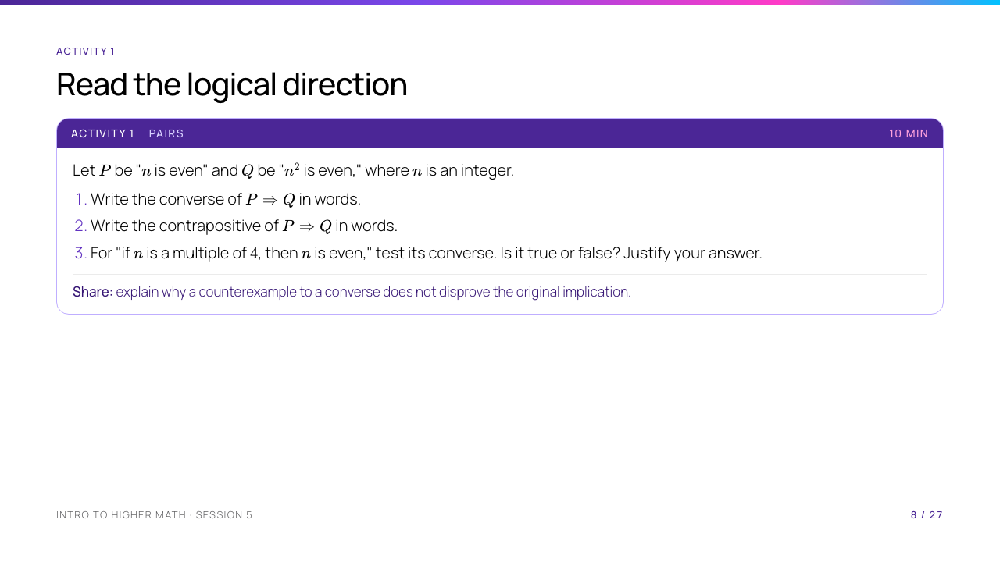 ACTIVITY 1
Read the logical direction
ACTIVITY 1 PAIRS 10 MIN
Let P be "n is even" and Q be "n² is even," where n is an integer.
1. Write the converse of P ⇒ Q in words.
2. Write the contrapositive of P ⇒ Q in words.
3. For "if n is a multiple of 4, then n is even," test its converse. Is it true or false? Justify your answer.
Share: explain why a counterexample to a converse does not disprove the original implication.
INTRO TO HIGHER MATH · SESSION 5 8 / 27